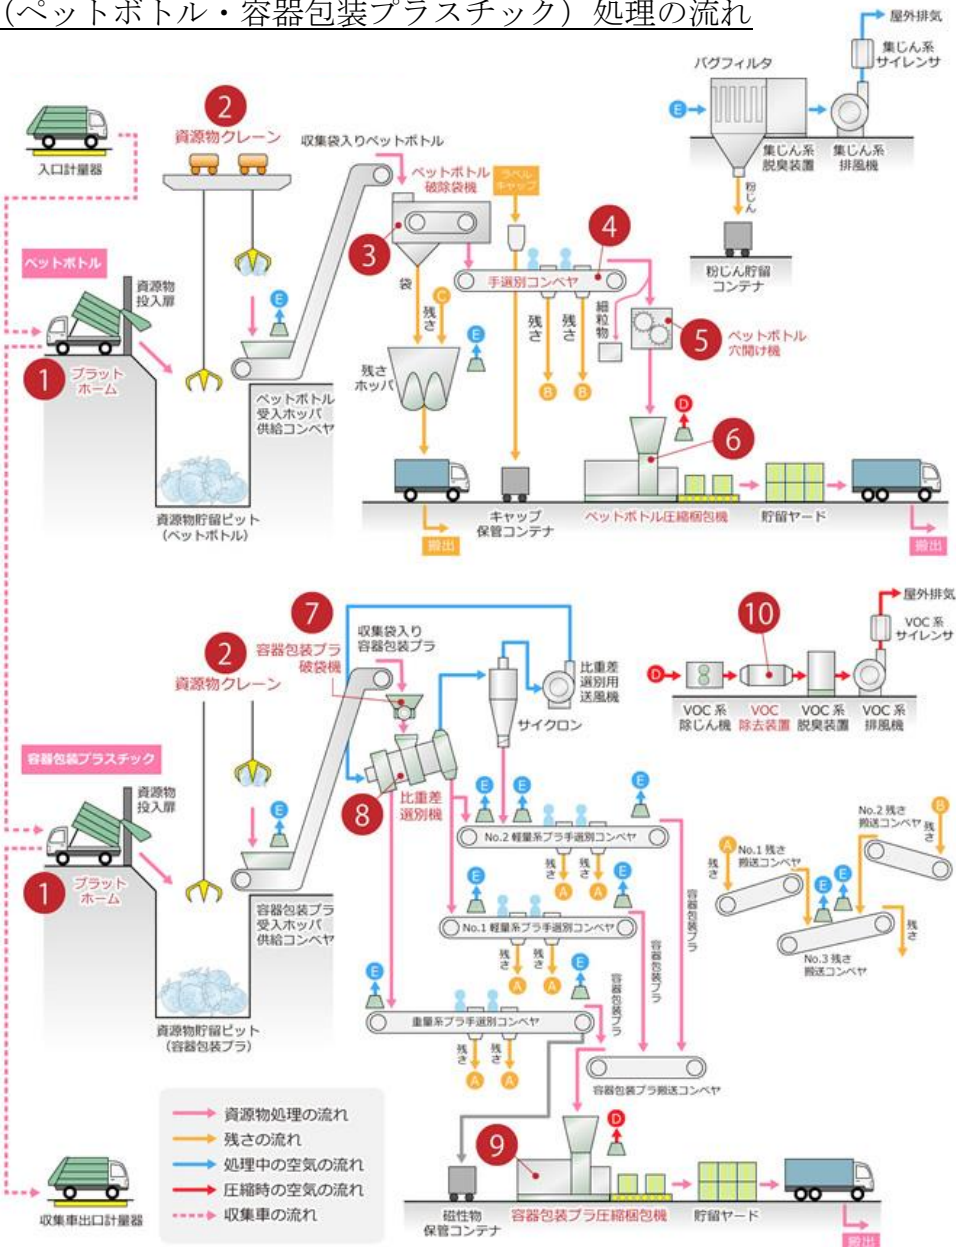 (ペットボトル・容器包装プラスチック)処理の流れ
入口計量器
2
資源物クレーン
収集袋入りペットボトル
ペットボトル
破除袋機
ラベル
キャップ
バグフィルタ
屋外排気
集じん系
サイレンサ
E
集じん系
脱臭装置
集じん系
排風機
粉じん
粉じん貯留
コンテナ
ペットボトル
資源物
投入扉
1
プラット
ホーム
E
ペットボトル
受入ホッパ
供給コンベヤ
資源物貯留ピット
(ペットボトル)
3
袋
C
残さ
ホッパ
E
4
手選別コンベヤ
残さ
残さ
B
B
細粒物
5
ペットボトル
穴開け機
D
6
搬出
キャップ
保管コンテナ
ペットボトル圧縮梱包機
貯留ヤード
搬出
7
容器包装プラ
破袋機
収集袋入り
容器包装プラ
2
資源物クレーン
比重差
選別用
送風機
サイクロン
8
比重差
選別機
10
屋外排気
VOC系
サイレンサ
D
VOC系
除じん機
VOC
除去装置
VOC系
脱臭装置
VOC系
排風機
容器包装プラスチック
資源物
投入扉
1
プラット
ホーム
E
容器包装プラ
受入ホッパ
供給コンベヤ
資源物貯留ピット
(容器包装プラ)
E
E
E
No.2 軽量系プラ手選別コンベヤ
残さ
残さ
A
A
容器包装プラ
E
E
No.1 軽量系プラ手選別コンベヤ
残さ
残さ
A
A
容器包装プラ
E
E
重量系プラ手選別コンベヤ
残さ
残さ
A
A
容器包装プラ
容器包装プラ搬送コンベヤ
No.2 残さ
搬送コンベヤ
B
残さ
No.1 残さ
搬送コンベヤ
A
残さ
E
E
No.3 残さ
搬送コンベヤ
残さ
資源物処理の流れ
残さの流れ
処理中の空気の流れ
圧縮時の空気の流れ
収集車の流れ
収集車出口計量器
9
D
磁性物
保管コンテナ
容器包装プラ圧縮梱包機
貯留ヤード
搬出